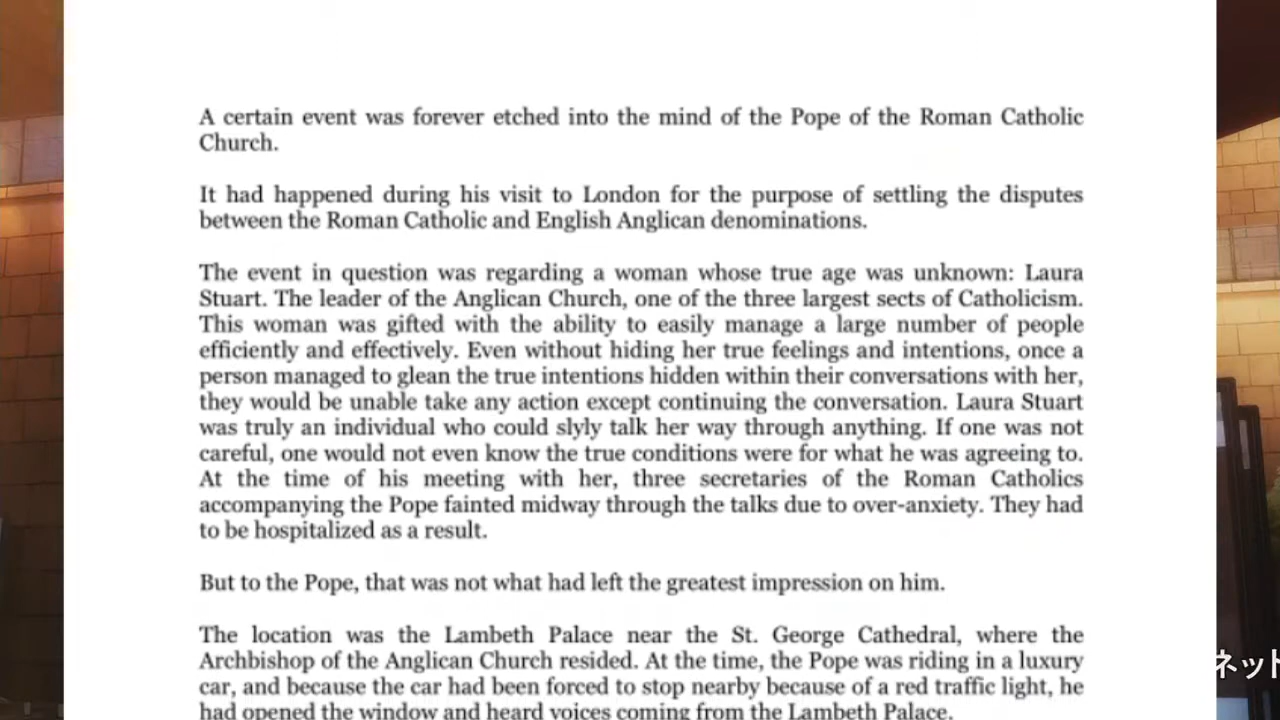 A certain event was forever etched into the mind of the Pope of the Roman Catholic
Church.
It had happened during his visit to London for the purpose of settling the disputes
between the Roman Catholic and English Anglican denominations.
The event in question was regarding a woman whose true age was unknown: Laura
Stuart. The leader of the Anglican Church, one of the three largest sects of Catholicism.
This woman was gifted with the ability to easily manage a large number of people
efficiently and effectively. Even without hiding her true feelings and intentions, once a
person managed to glean the true intentions hidden within their conversations with her,
they would be unable take any action except continuing the conversation. Laura Stuart
was truly an individual who could slyly talk her way through anything. If one was not
careful, one would not even know the true conditions were for what he was agreeing to.
At the time of his meeting with her, three secretaries of the Roman Catholics
accompanying the Pope fainted midway through the talks due to over-anxiety. They had
to be hospitalized as a result.
But to the Pope, that was not what had left the greatest impression on him.
The location was the Lambeth Palace near the St. George Cathedral, where the
Archbishop of the Anglican Church resided. At the time, the Pope was riding in a luxury
car, and because the car had been forced to stop nearby because of a red traffic light, he
had opened the window and heard voices coming from the Lambeth Palace.
ネット